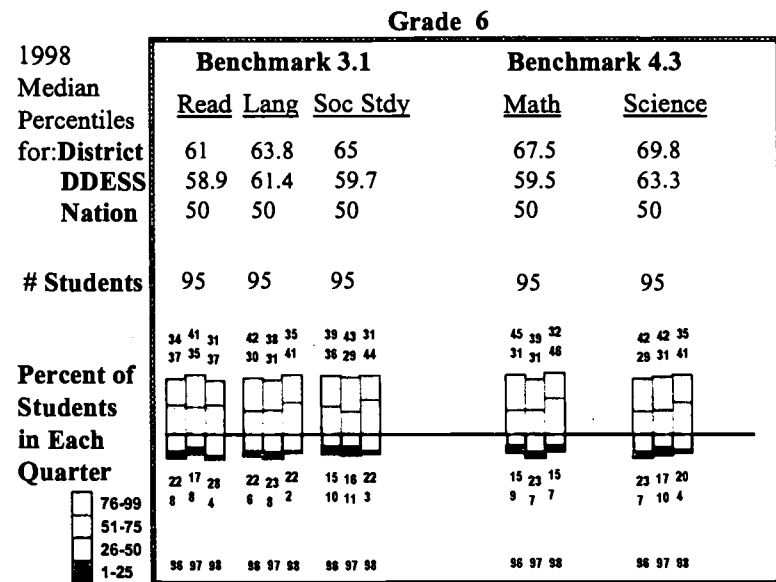 Grade 6
1998 Median Percentiles for:
Benchmark 3.1 Benchmark 4.3
Read Lang Soc Stdy Math Science
District 61 63.8 65 67.5 69.8
DDESS 58.9 61.4 59.7 59.5 63.3
Nation 50 50 50 50 50
# Students 95 95 95 95 95
34 41 31 42 38 35 39 43 31 45 39 32 42 42 35
37 35 37 30 31 41 36 29 44 31 31 46 29 31 41
Percent of
Students
in Each
Quarter
22 17 28 22 23 22 15 16 22 15 23 15 23 17 20
8 8 4 6 8 2 10 11 3 9 7 7 7 10 4
76-99
51-75
26-50
1-25
96 97 98 96 97 98 96 97 98 96 97 98 96 97 98